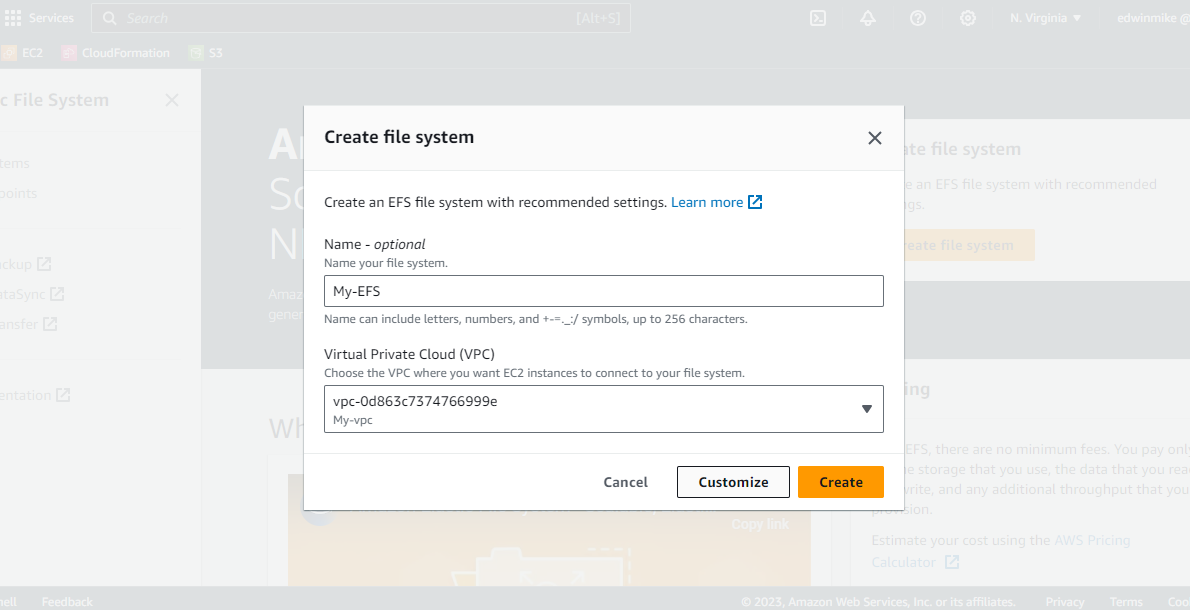 Services
Search
[Alt+S]
N. Virginia
edwinmike @
EC2
CloudFormation
S3
c File System
tems
points
ckup
ataSync
ansfer
entation
Create file system
Create an EFS file system with recommended settings. Learn more
Name - optional
Name your file system.
My-EFS
Name can include letters, numbers, and +-=._:/ symbols, up to 256 characters.
Virtual Private Cloud (VPC)
Choose the VPC where you want EC2 instances to connect to your file system.
vpc-0d863c7374766999e
My-vpc
Cancel
Customize
Create
ate file system
e an EFS file system with recommended
ngs.
reate file system
Amaz
gener
Wh
ing
EFS, there are no minimum fees. You pay only
e storage that you use, the data that you read
write, and any additional throughput that you
provision.
Estimate your cost using the AWS Pricing
Calculator
Copy link
hell
Feedback
© 2023, Amazon Web Services, Inc. or its affiliates.
Privacy
Terms
Coo